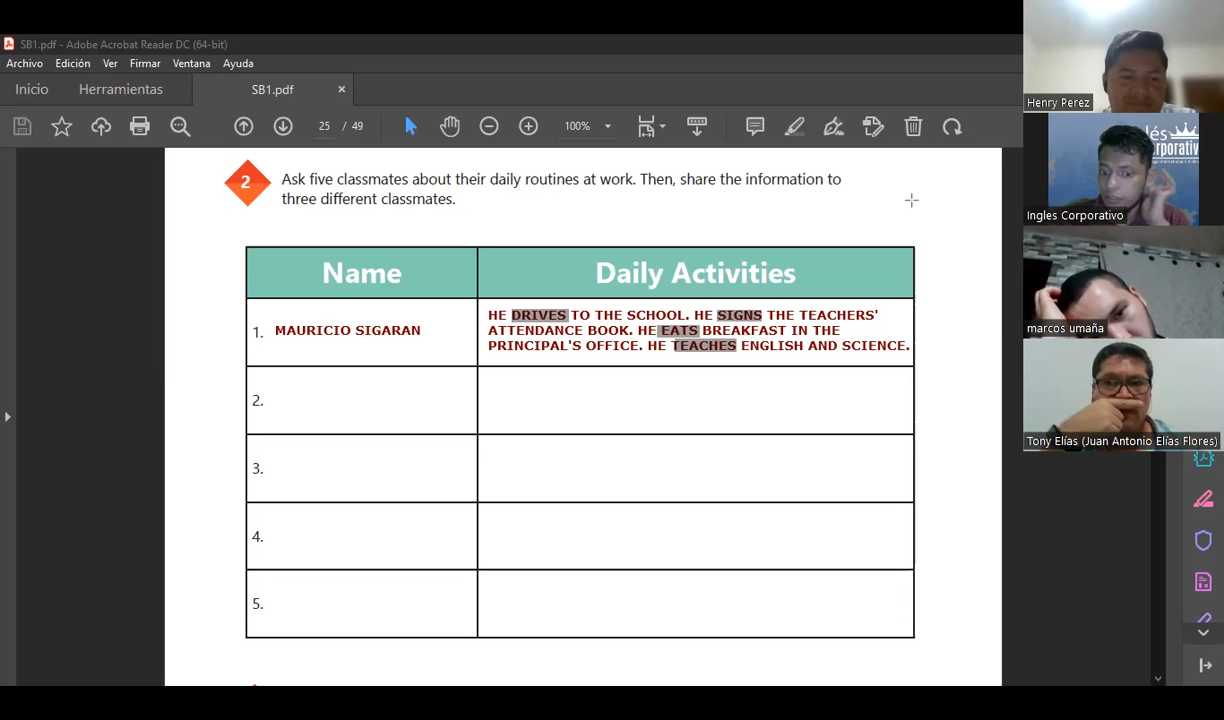 SB1.pdf - Adobe Acrobat Reader DC (64-bit)
Archivo Edición Ver Firmar Ventana Ayuda
Inicio Herramientas SB1.pdf ×
25 / 49 100%
2 Ask five classmates about their daily routines at work. Then, share the information to
three different classmates.
Name Daily Activities
1. MAURICIO SIGARAN
HE DRIVES TO THE SCHOOL. HE SIGNS THE TEACHERS'
ATTENDANCE BOOK. HE EATS BREAKFAST IN THE
PRINCIPAL'S OFFICE. HE TEACHES ENGLISH AND SCIENCE.
2.
3.
4.
5.
Henry Perez
Ingles Corporativo
marcos umaña
Tony Elías (Juan Antonio Elías Flores)